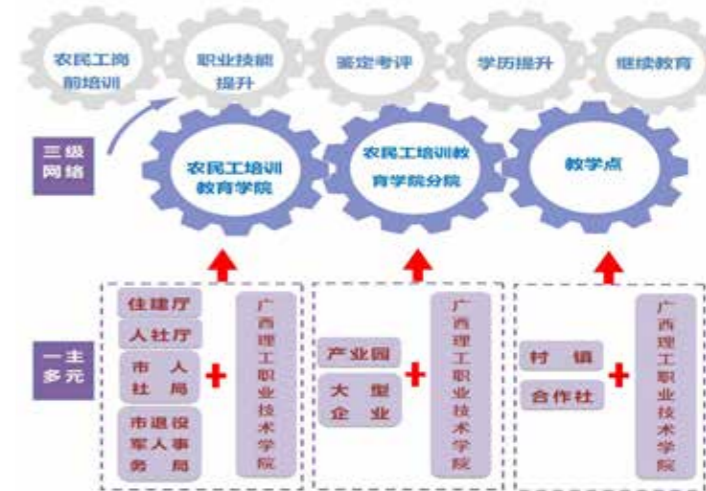 农民工岗
前培训
职业技能
提升
鉴定考评
学历提升
继续教育
三级
网络
农民工培训
教育学院
农民工培训教
育学院分院
教学点
一主
多元
住建厅
人社厅
市人
社局
市退役
军人事
务局
+
广西理工职业技术学院
产业园
大型
企业
+
广西理工职业技术学院
村镇
合作社
+
广西理工职业技术学院